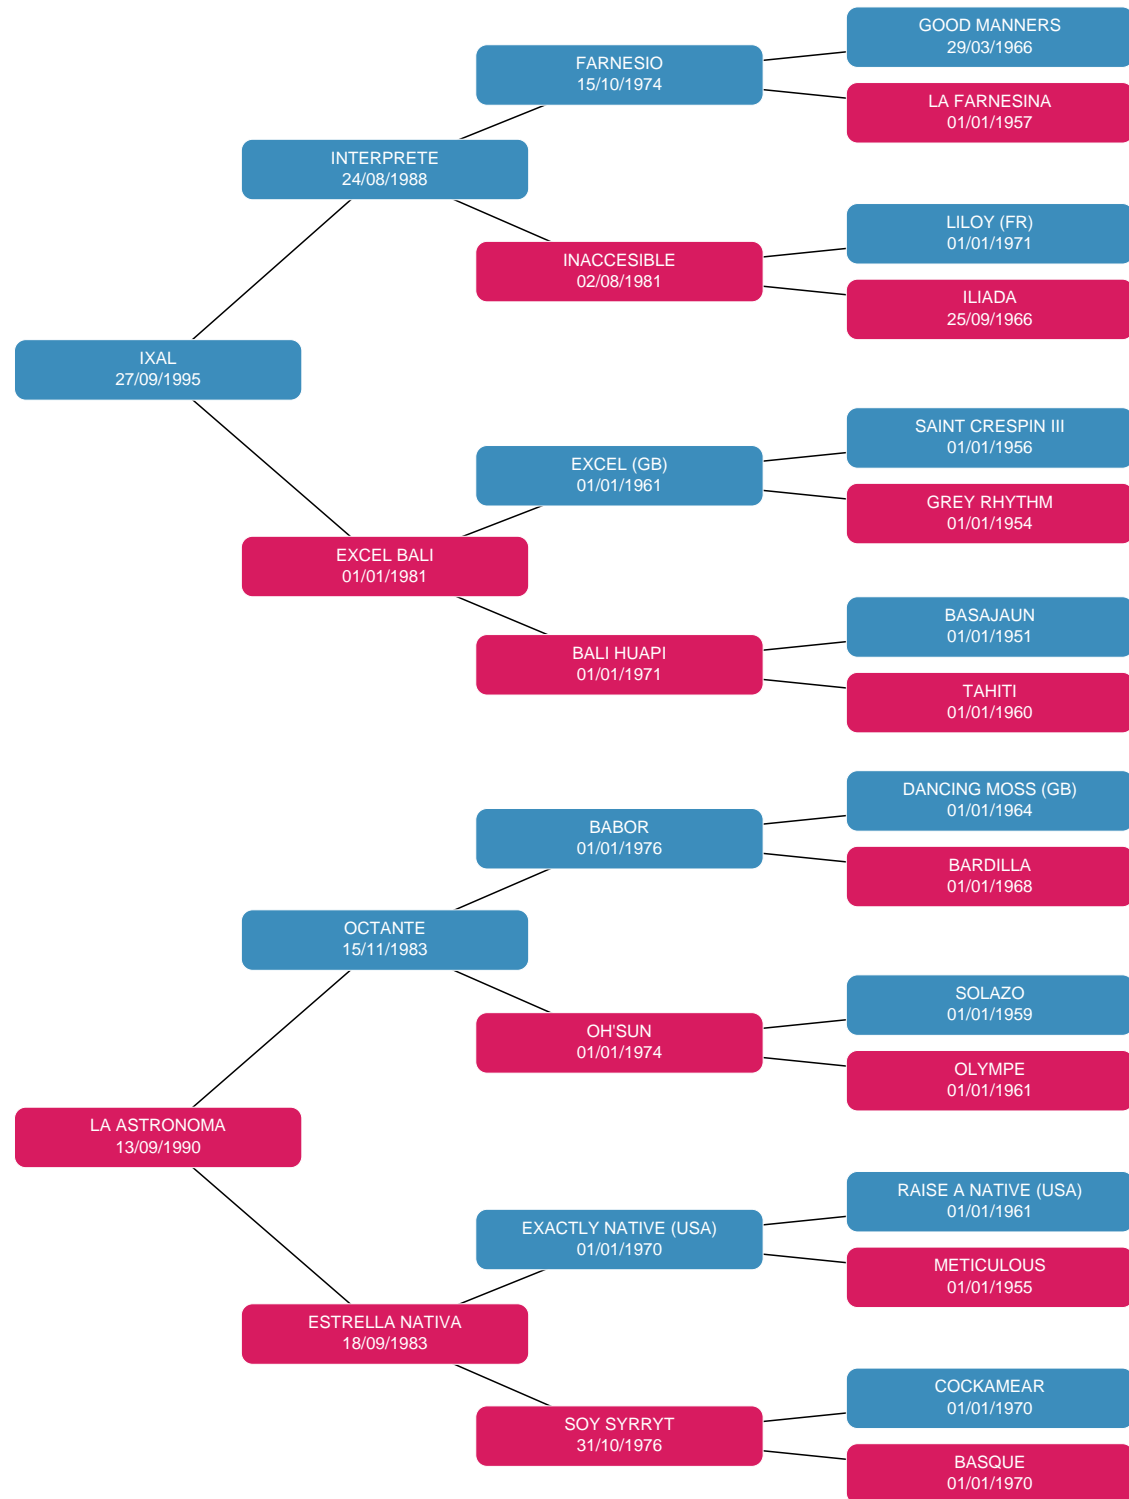 GOOD MANNERS
29/03/1966
FARNESIO
15/10/1974
LA FARNESINA
01/01/1957
INTERPRETE
24/08/1988
LILOY (FR)
01/01/1971
INACCESIBLE
02/08/1981
ILIADA
25/09/1966
IXAL
27/09/1995
SAINT CRESPIN III
01/01/1956
EXCEL (GB)
01/01/1961
GREY RHYTHM
01/01/1954
EXCEL BALI
01/01/1981
BASAJAUN
01/01/1951
BALI HUAPI
01/01/1971
TAHITI
01/01/1960
DANCING MOSS (GB)
01/01/1964
BABOR
01/01/1976
BARDILLA
01/01/1968
OCTANTE
15/11/1983
SOLAZO
01/01/1959
OH'SUN
01/01/1974
OLYMPE
01/01/1961
LA ASTRONOMA
13/09/1990
RAISE A NATIVE (USA)
01/01/1961
EXACTLY NATIVE (USA)
01/01/1970
METICULOUS
01/01/1955
ESTRELLA NATIVA
18/09/1983
COCKAMEAR
01/01/1970
SOY SYRRYT
31/10/1976
BASQUE
01/01/1970